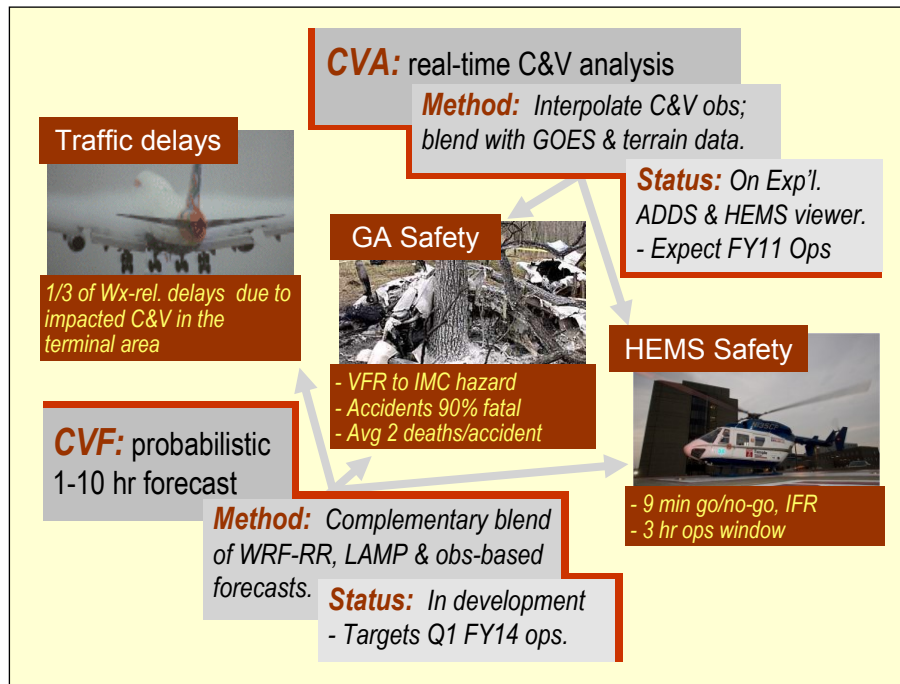 CVA: real-time C&V analysis
Method: Interpolate C&V obs;
blend with GOES & terrain data.
Status: On Exp'l.
ADDS & HEMS viewer.
- Expect FY11 Ops
Traffic delays
1/3 of Wx-rel. delays due to
impacted C&V in the
terminal area
GA Safety
- VFR to IMC hazard
- Accidents 90% fatal
- Avg 2 deaths/accident
HEMS Safety
- 9 min go/no-go, IFR
- 3 hr ops window
CVF: probabilistic
1-10 hr forecast
Method: Complementary blend
of WRF-RR, LAMP & obs-based
forecasts.
Status: In development
- Targets Q1 FY14 ops.